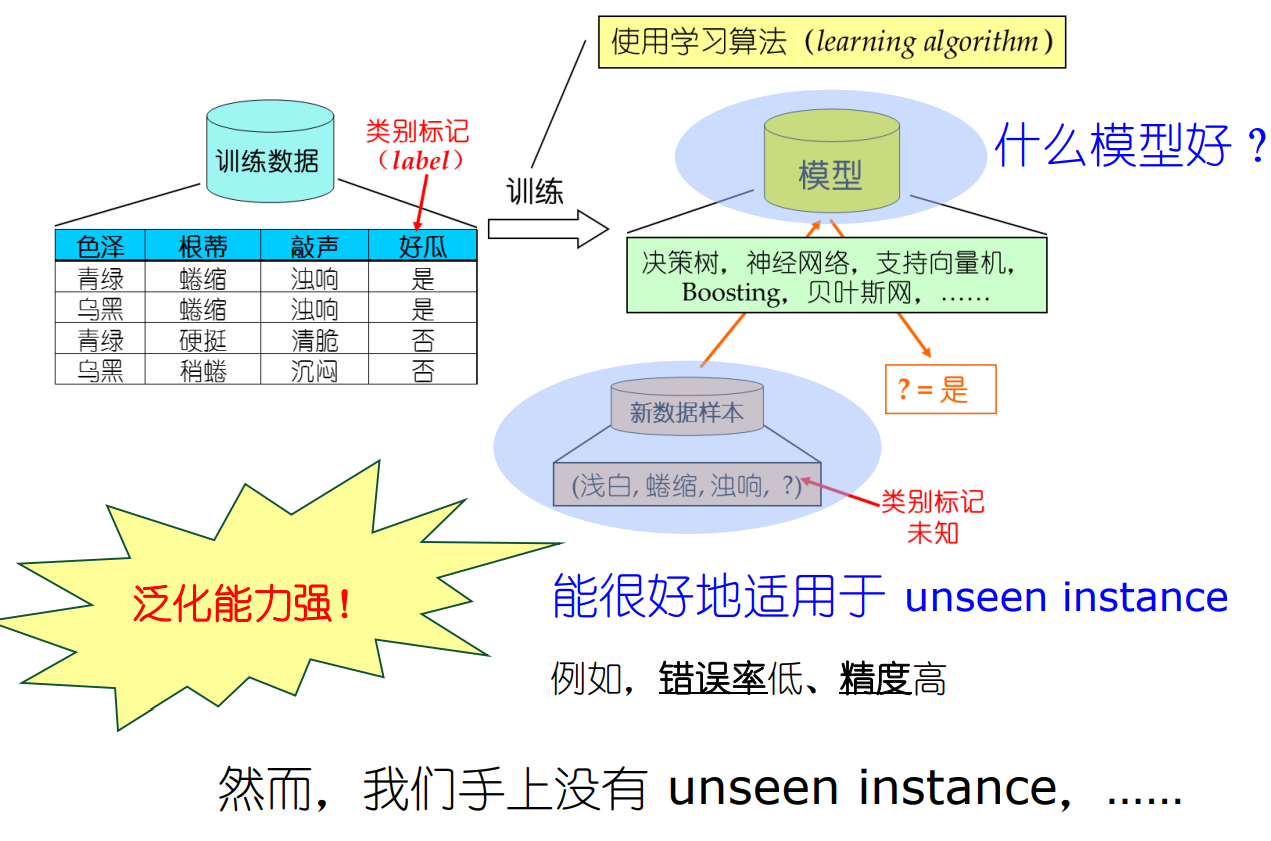 使用学习算法（learning algorithm）
训练数据
类别标记
（label）
训练
模型
什么模型好？
色泽 根蒂 敲声 好瓜
青绿 蜷缩 浊响 是
乌黑 蜷缩 浊响 是
青绿 硬挺 清脆 否
乌黑 稍蜷 沉闷 否
决策树，神经网络，支持向量机，
Boosting，贝叶斯网，……
? = 是
新数据样本
(浅白, 蜷缩, 浊响, ?)
类别标记
未知
泛化能力强！
能很好地适用于 unseen instance
例如，错误率低、精度高
然而，我们手上没有 unseen instance，……